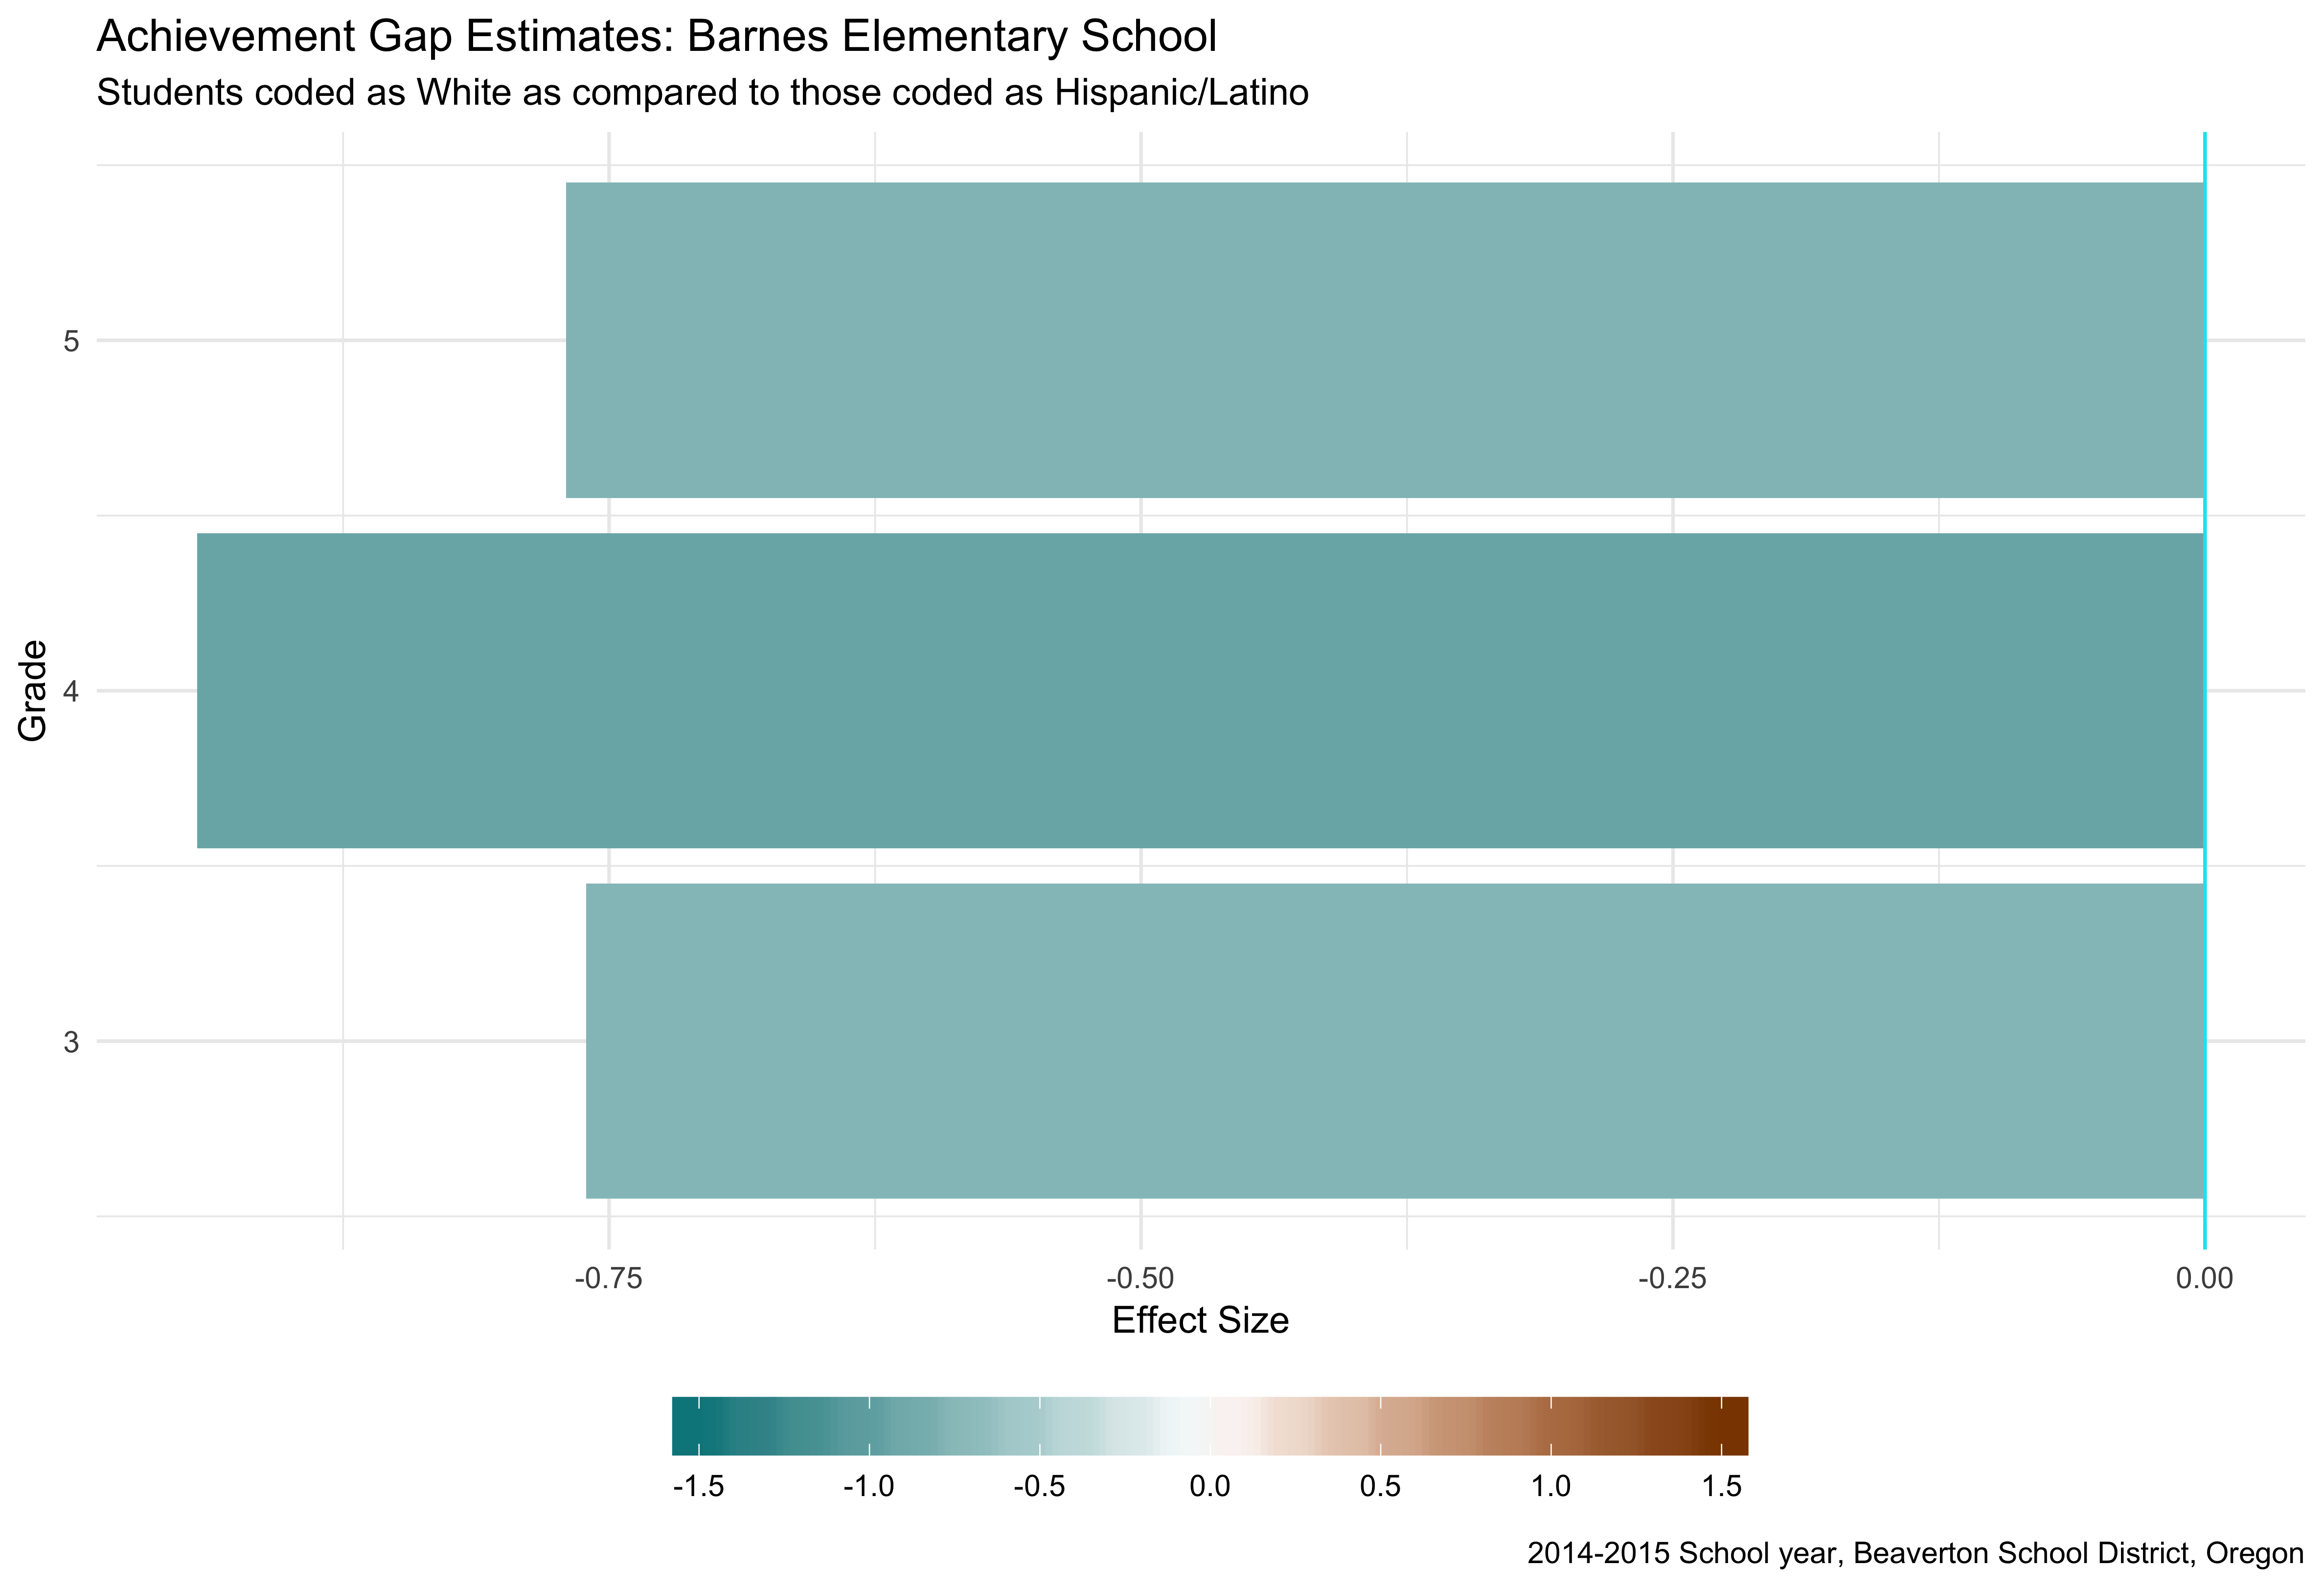 Achievement Gap Estimates: Barnes Elementary School
Students coded as White as compared to those coded as Hispanic/Latino
5
4
3
Grade
-0.75 -0.50 -0.25 0.00
Effect Size
-1.5 -1.0 -0.5 0.0 0.5 1.0 1.5
2014-2015 School year, Beaverton School District, Oregon